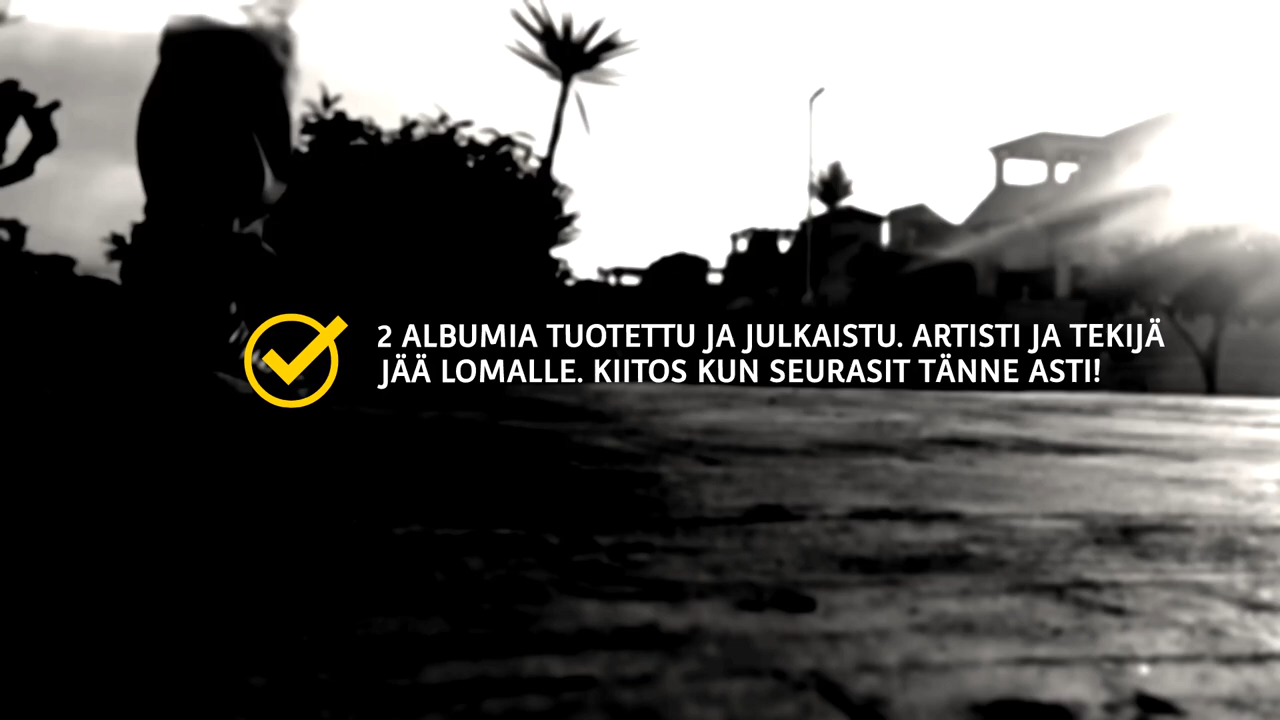 2 ALBUMIA TUOTETTU JA JULKAISTU. ARTISTI JA TEKIJÄ
JÄÄ LOMALLE. KIITOS KUN SEURASIT TÄNNE ASTI!